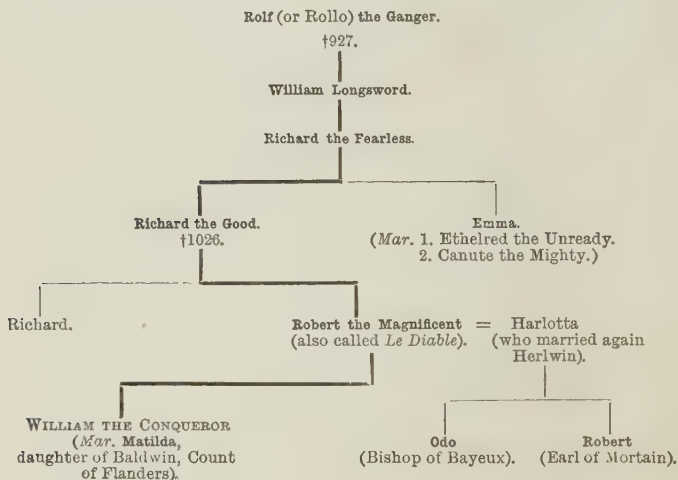 Rolf (or Rollo) the Ganger.
†927.
William Longsword.
Richard the Fearless.
Richard the Good.
†1026.
Emma.
(Mar. 1. Ethelred the Unready.
2. Canute the Mighty.)
Richard.
Robert the Magnificent = Harlotta
(also called Le Diable). (who married again
Herlwin).
WILLIAM THE CONQUEROR
(Mar. Matilda,
daughter of Baldwin, Count
of Flanders).
Odo
(Bishop of Bayeux).
Robert
(Earl of Mortain).